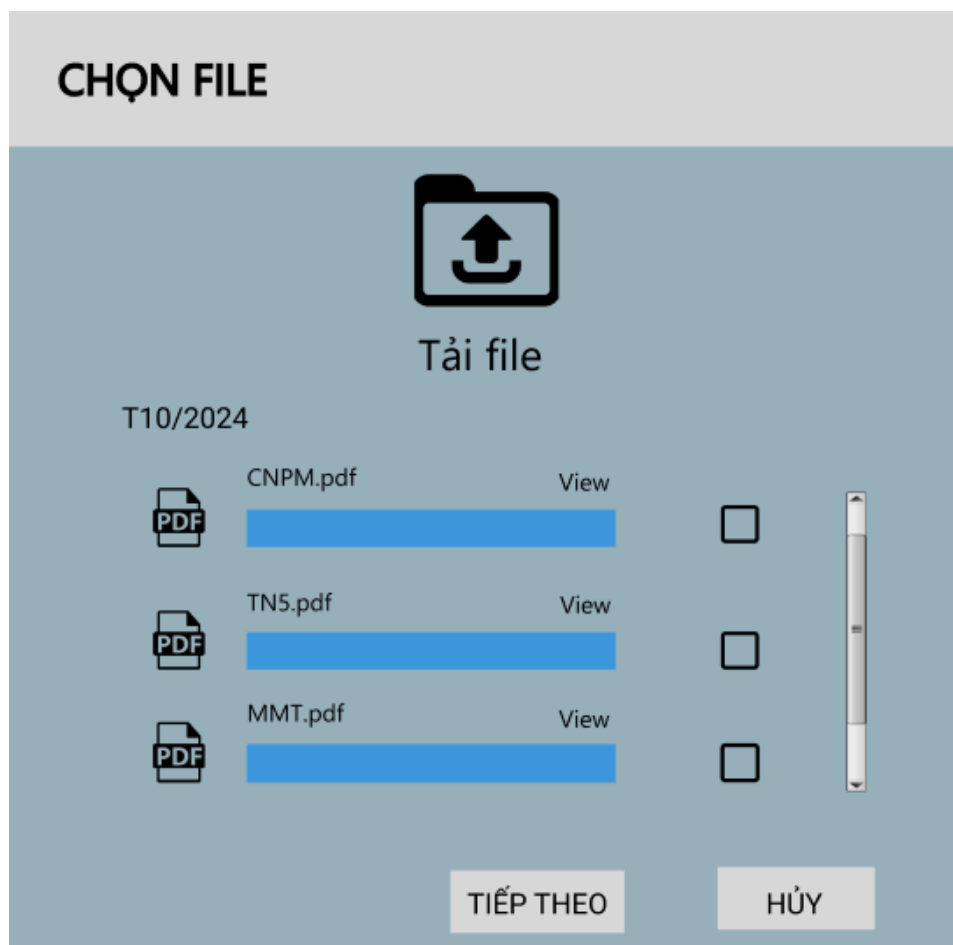 CHỌN FILE
Tải file
T10/2024
CNPM.pdf View
PDF
TN5.pdf View
PDF
MMT.pdf View
PDF
TIẾP THEO HỦY